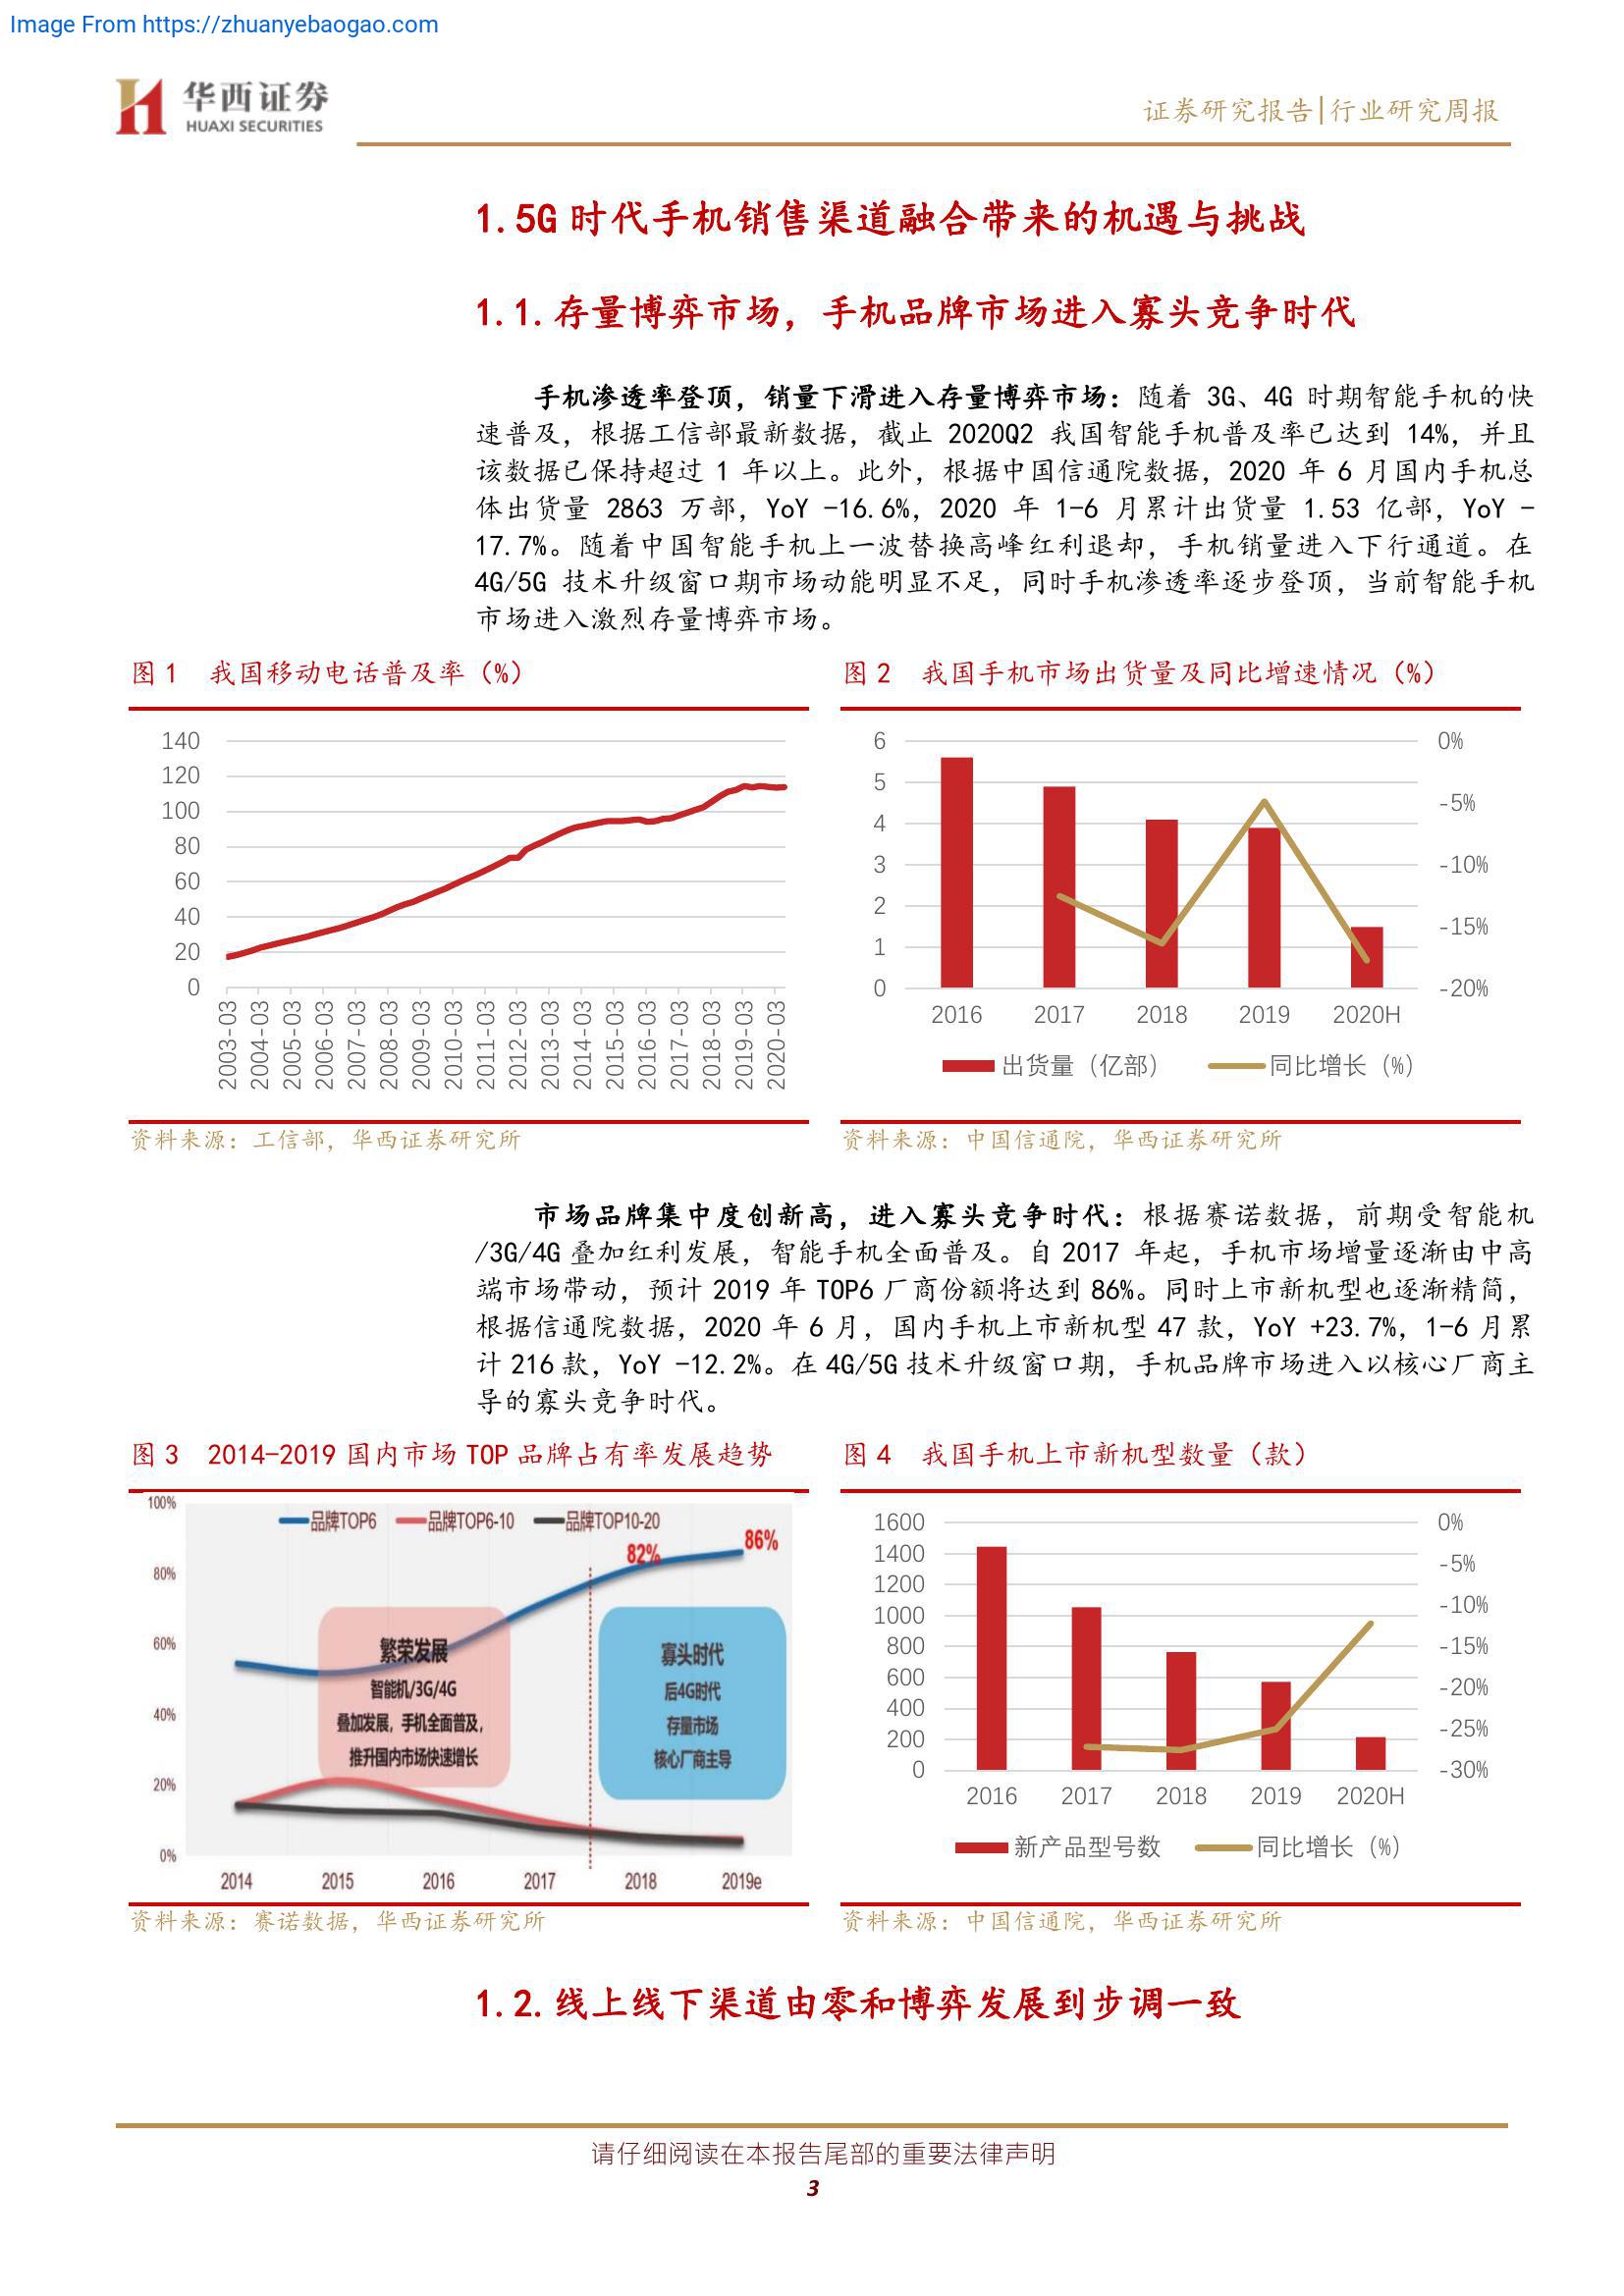 Image From https://zhuanyebaogao.com
华西证券
HUAXI SECURITIES
证券研究报告|行业研究周报
1.5G 时代手机销售渠道融合带来的机遇与挑战
1.1.存量博弈市场，手机品牌市场进入寡头竞争时代
手机渗透率登顶，销量下滑进入存量博弈市场：随着 3G、4G 时期智能手机的快
速普及，根据工信部最新数据，截止 2020Q2 我国智能手机普及率已达到 14%，并且
该数据已保持超过 1 年以上。此外，根据中国信通院数据，2020 年 6 月国内手机总
体出货量 2863 万部，YoY -16.6%，2020 年 1-6 月累计出货量 1.53 亿部，YoY -
17.7%。随着中国智能手机上一波替换高峰红利退却，手机销量进入下行通道。在
4G/5G 技术升级窗口期市场动能明显不足，同时手机渗透率逐步登顶，当前智能手机
市场进入激烈存量博弈市场。
图 1 我国移动电话普及率（%）
140
120
100
80
60
40
20
0
2003-03
2004-03
2005-03
2006-03
2007-03
2008-03
2009-03
2010-03
2011-03
2012-03
2013-03
2014-03
2015-03
2016-03
2017-03
2018-03
2019-03
2020-03
资料来源：工信部，华西证券研究所
图 2 我国手机市场出货量及同比增速情况（%）
6
5
4
3
2
1
0
0%
-5%
-10%
-15%
-20%
2016 2017 2018 2019 2020H
出货量（亿部） 同比增长（%）
资料来源：中国信通院，华西证券研究所
市场品牌集中度创新高，进入寡头竞争时代：根据赛诺数据，前期受智能机
/3G/4G 叠加红利发展，智能手机全面普及。自 2017 年起，手机市场增量逐渐由中高
端市场带动，预计 2019 年 TOP6 厂商份额将达到 86%。同时上市新机型也逐渐精简，
根据信通院数据，2020 年 6 月，国内手机上市新机型 47 款，YoY +23.7%，1-6 月累
计 216 款，YoY -12.2%。在 4G/5G 技术升级窗口期，手机品牌市场进入以核心厂商主
导的寡头竞争时代。
图 3 2014-2019 国内市场 TOP 品牌占有率发展趋势
100%
80%
60%
40%
20%
0%
品牌TOP6 品牌TOP6-10 品牌TOP10-20
82%
86%
繁荣发展
智能机/3G/4G
叠加发展，手机全面普及，
推升国内市场快速增长
寡头时代
后4G时代
存量市场
核心厂商主导
2014 2015 2016 2017 2018 2019e
资料来源：赛诺数据，华西证券研究所
图 4 我国手机上市新机型数量（款）
1600
1400
1200
1000
800
600
400
200
0
0%
-5%
-10%
-15%
-20%
-25%
-30%
2016 2017 2018 2019 2020H
新产品型号数 同比增长（%）
资料来源：中国信通院，华西证券研究所
1.2.线上线下渠道由零和博弈发展到步调一致
请仔细阅读在本报告尾部的重要法律声明
3